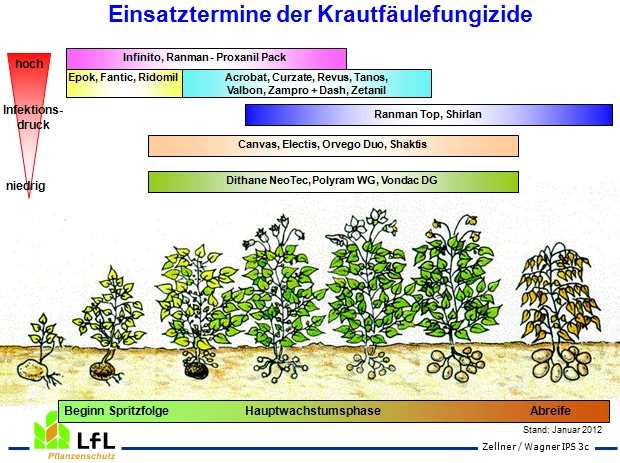 Einsatztermine der Krautfäulefungizide
hoch
Infektions-
druck
niedrig
Infinito, Ranman - Proxanil Pack
Epok, Fantic, Ridomil
Acrobat, Curzate, Revus, Tanos,
Valbon, Zampro + Dash, Zetanil
Ranman Top, Shirlan
Canvas, Electis, Orvego Duo, Shaktis
Dithane NeoTec, Polyram WG, Vondac DG
Beginn Spritzfolge
Hauptwachstumsphase
Abreife
Stand: Januar 2012
LfL
Pflanzenschutz
Zellner / Wagner IPS 3c